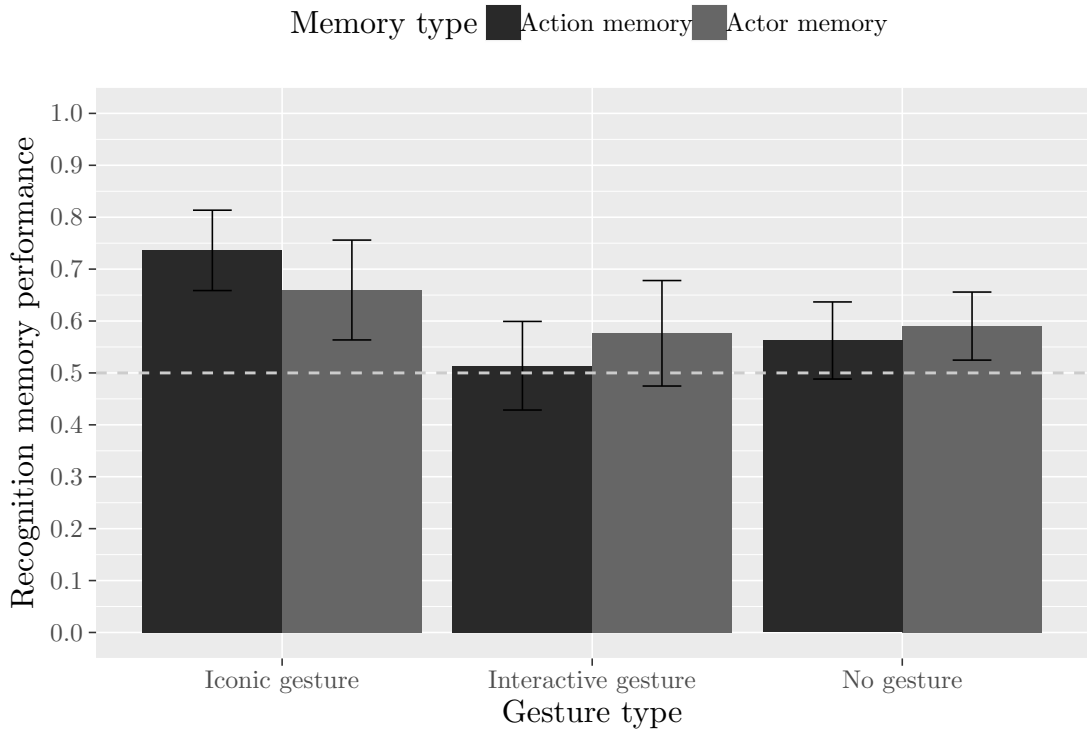 Memory type Action memory Actor memory
1.0
0.9
0.8
0.7
0.6
0.5
0.4
0.3
0.2
0.1
0.0
Recognition memory performance
Iconic gesture Interactive gesture No gesture
Gesture type